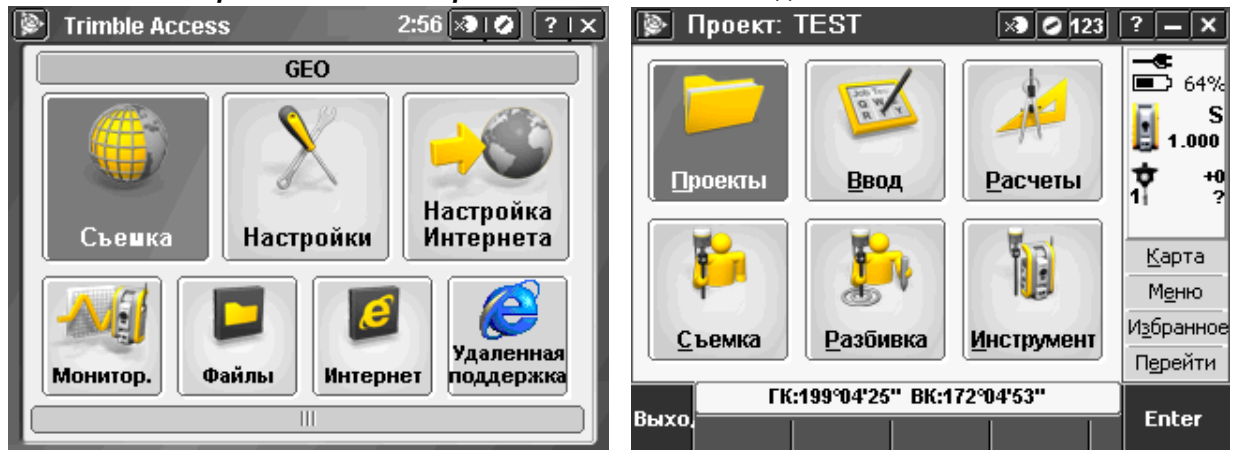 Trimble Access 2:56 ? X
GEO
Съемка
Настройки
Настройка
Интернета
Монитор.
Файлы
Интернет
Удаленная
поддержка
Проект: TEST 123 ? – X
Проекты
Ввод
Расчеты
Съемка
Разбивка
Инструмент
64%
S
1.000
+0
1 ?
Карта
Меню
Избранное
Перейти
ГК:199°04'25" ВК:172°04'53"
Выхо
Enter